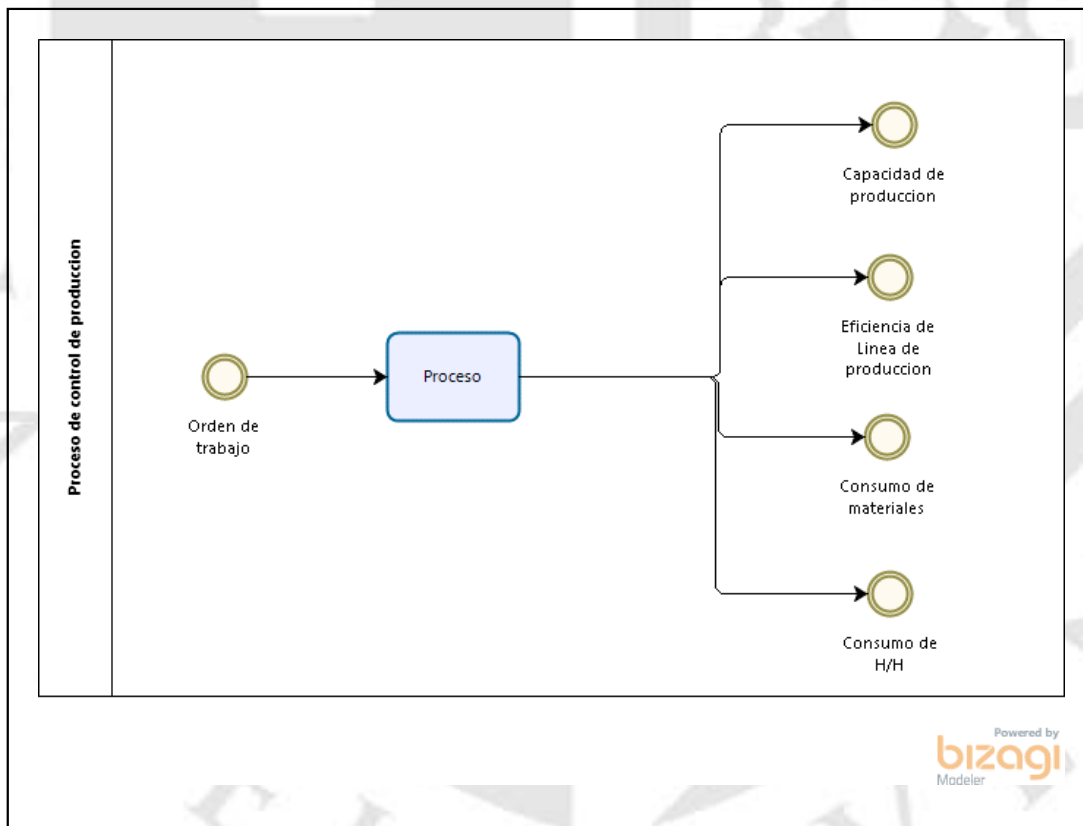 Proceso de control de produccion
Orden de
trabajo
Proceso
Capacidad de
produccion
Eficiencia de
Linea de
produccion
Consumo de
materiales
Consumo de
H/H
Powered by
bizagi
Modeler